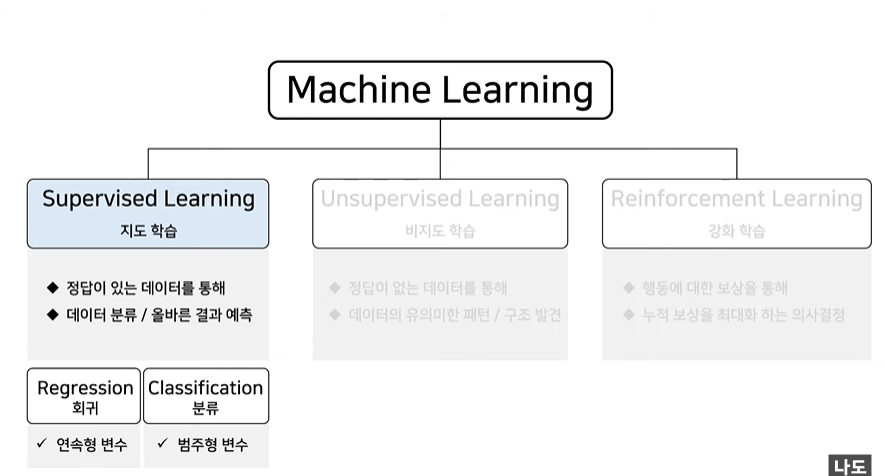 Machine Learning
Supervised Learning
지도 학습
◆ 정답이 있는 데이터를 통해
◆ 데이터 분류 / 올바른 결과 예측
Regression
회귀
✓ 연속형 변수
Classification
분류
✓ 범주형 변수
Unsupervised Learning
비지도 학습
◆ 정답이 없는 데이터를 통해
◆ 데이터의 유의미한 패턴 / 구조 발견
Reinforcement Learning
강화 학습
◆ 행동에 대한 보상을 통해
◆ 누적 보상을 최대화 하는 의사결정
나도